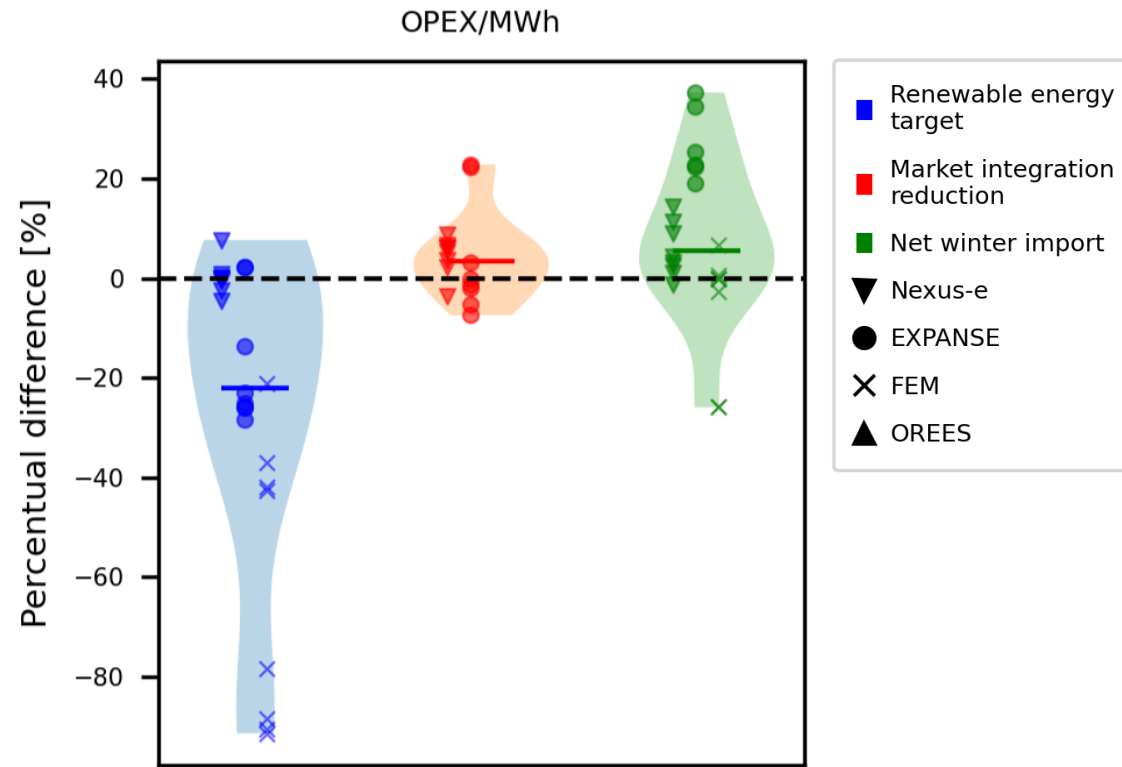 OPEX/MWh
Percentual difference [%]
40
20
0
−20
−40
−60
−80
Renewable energy
target
Market integration
reduction
Net winter import
Nexus-e
EXPANSE
FEM
OREES